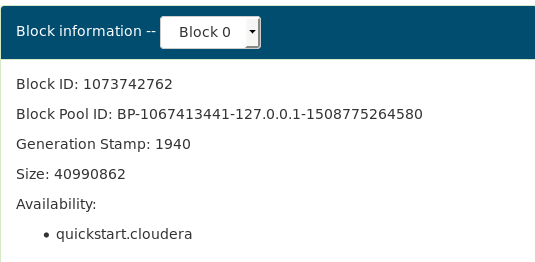 Block information -- Block 0
Block ID: 1073742762
Block Pool ID: BP-1067413441-127.0.0.1-1508775264580
Generation Stamp: 1940
Size: 40990862
Availability:
• quickstart.cloudera